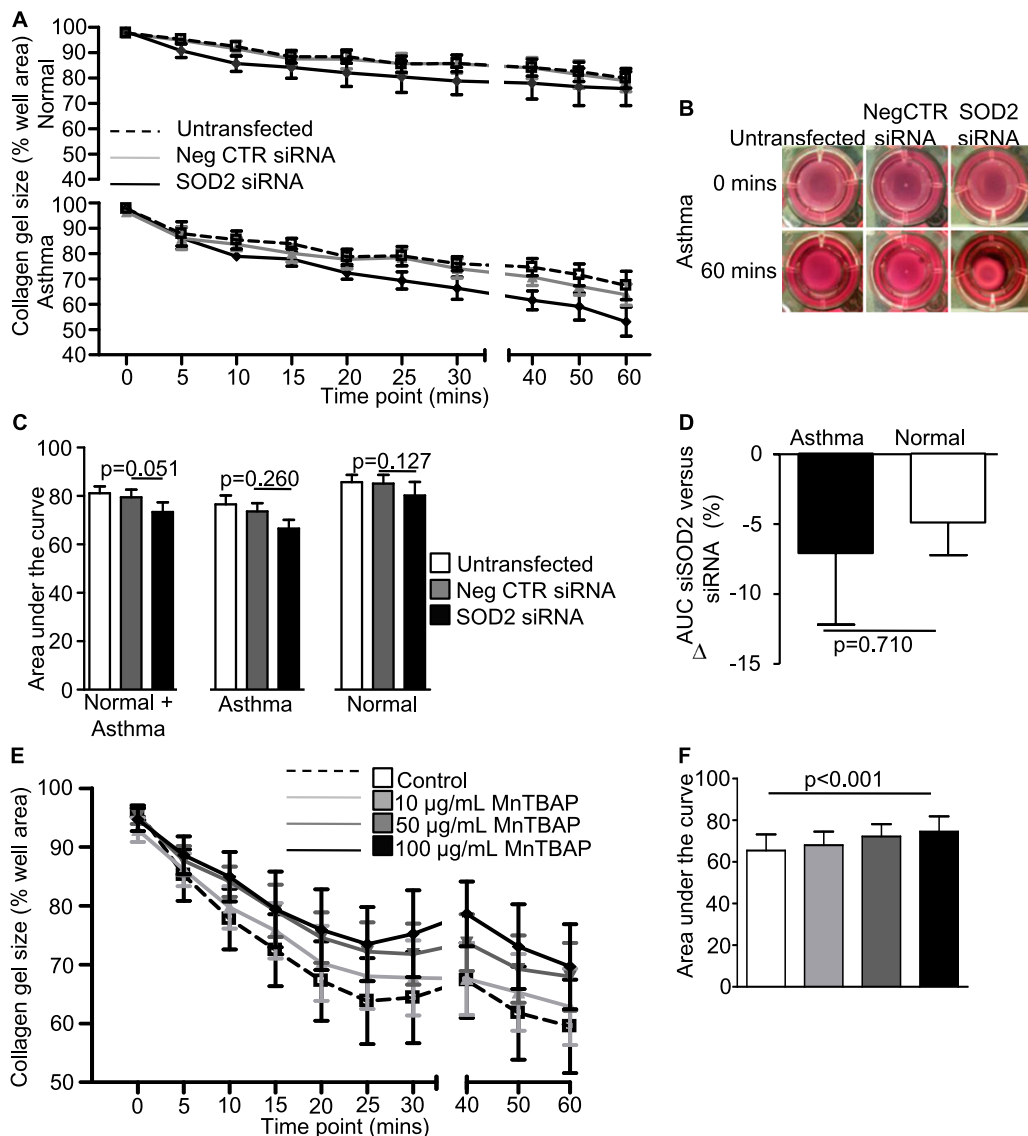 A
Collagen gel size (% well area)
Normal
Asthma
100
90
80
70
60
50
40
100
90
80
70
60
50
40
Untransfected
Neg CTR siRNA
SOD2 siRNA
0 5 10 15 20 25 30 40 50 60
Time point (mins)
B
Untransfected
NegCTR siRNA
SOD2 siRNA
Asthma
0 mins
60 mins
C
Area under the curve
100
80
60
40
20
0
p=0.051
p=0.260
p=0.127
Normal + Asthma
Asthma
Normal
Untransfected
Neg CTR siRNA
SOD2 siRNA
D
Asthma Normal
Δ AUC siSOD2 versus siRNA (%)
-0
-5
-10
-15
p=0.710
E
Collagen gel size (% well area)
100
90
80
70
60
50
Control
10 µg/mL MnTBAP
50 µg/mL MnTBAP
100 µg/mL MnTBAP
0 5 10 15 20 25 30 40 50 60
Time point (mins)
F
Area under the curve
100
80
60
40
20
0
p<0.001